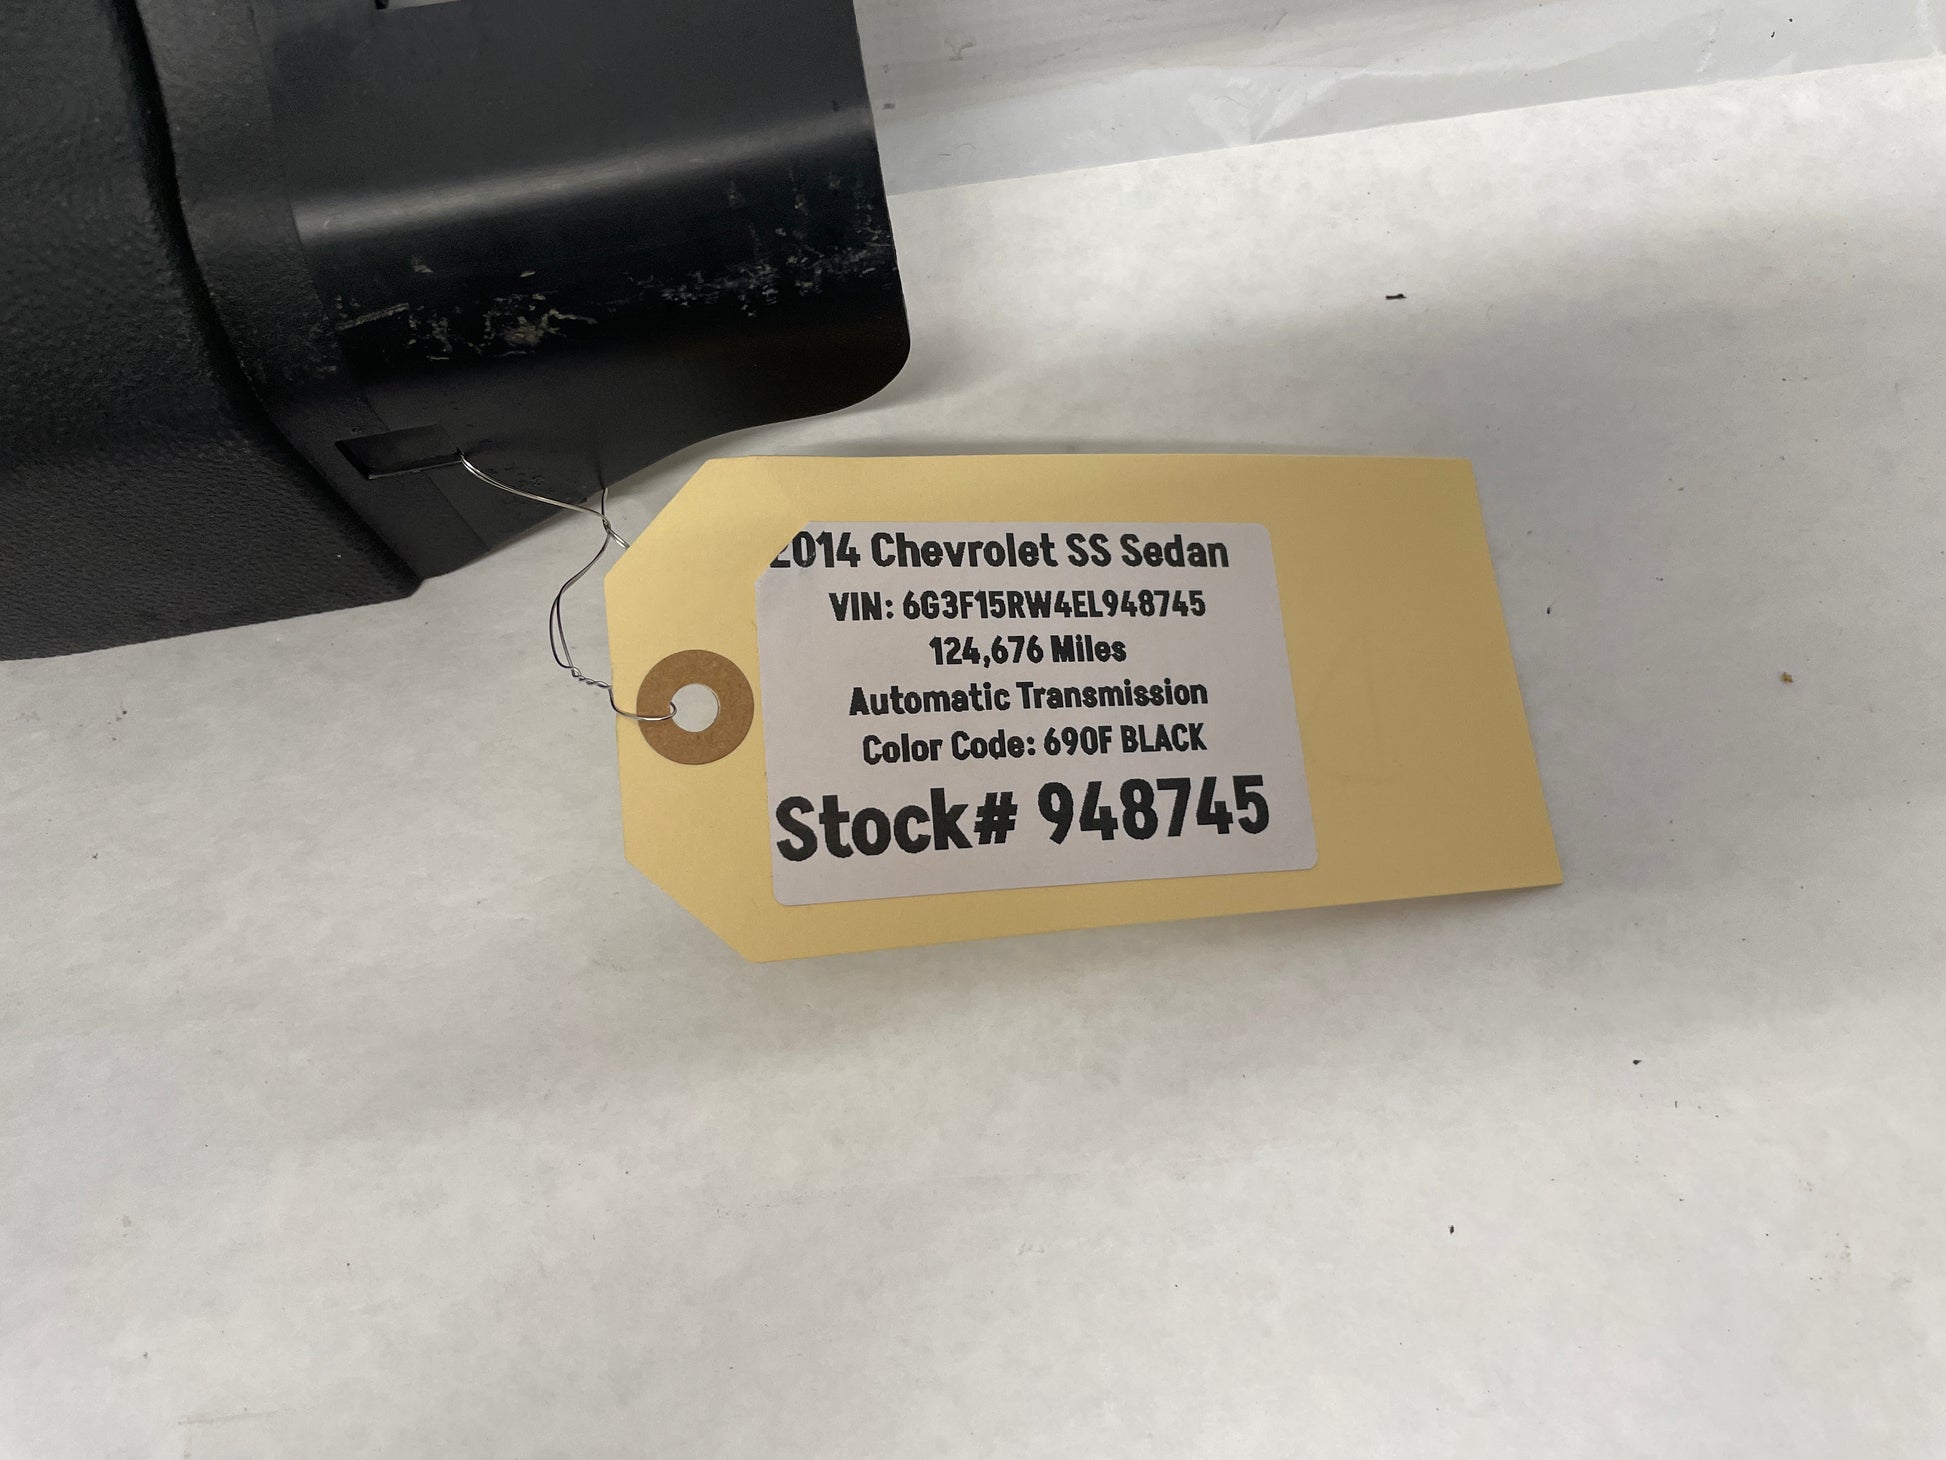 2014 Chevrolet SS Sedan
VIN: 6G3F15RW4EL948745
124,676 Miles
Automatic Transmission
Color Code: 690F BLACK
Stock# 948745